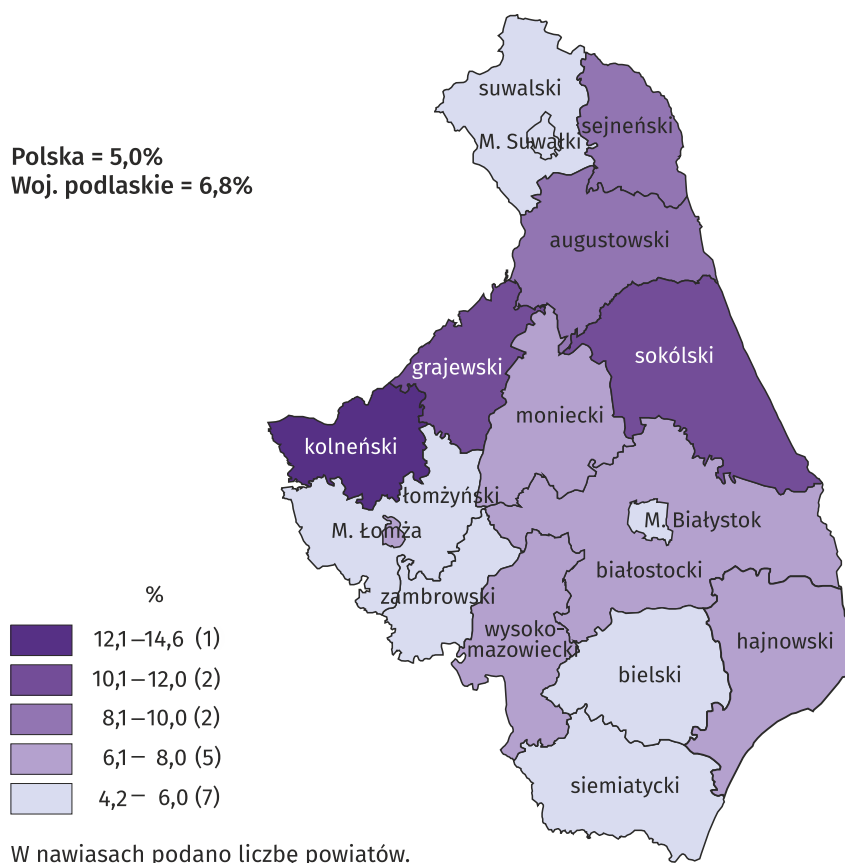 suwalski
M. Suwałki
sejneński
Polska = 5,0%
Woj. podlaskie = 6,8%
augustowski
grajewski
sokólski
moniecki
kolneński
łomżyński
M. Łomża
M. Białystok
białostocki
zambrowski
wysoko-
mazowiecki
hajnowski
bielski
siemiatycki
%
12,1–14,6 (1)
10,1–12,0 (2)
8,1–10,0 (2)
6,1– 8,0 (5)
4,2– 6,0 (7)
W nawiasach podano liczbę powiatów.